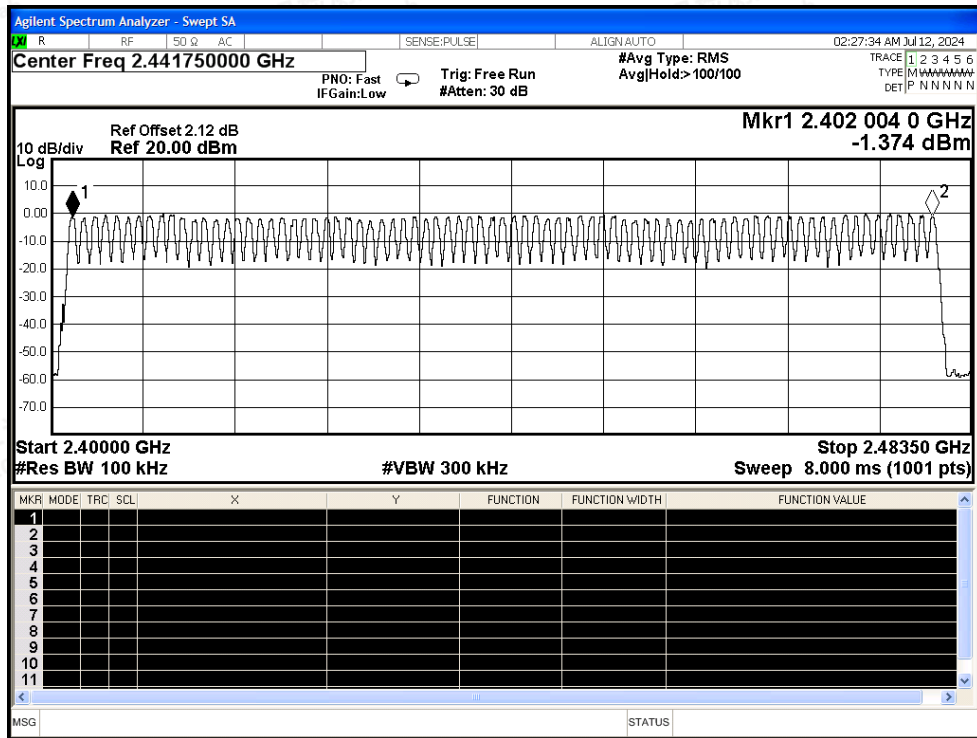 Agilent Spectrum Analyzer - Swept SA
LXI R RF 50 Ω AC SENSE:PULSE ALIGN AUTO 02:27:34 AM Jul 12, 2024
Center Freq 2.441750000 GHz
PNO: Fast
IFGain:Low
Trig: Free Run
#Atten: 30 dB
#Avg Type: RMS
Avg|Hold:>100/100
TRACE 1 2 3 4 5 6
TYPE M W W W W W
DET P N N N N N
Ref Offset 2.12 dB
10 dB/div Ref 20.00 dBm
Mkr1 2.402 004 0 GHz
-1.374 dBm
Log
10.0
1
2
0.00
-10.0
-20.0
-30.0
-40.0
-50.0
-60.0
-70.0
Start 2.40000 GHz Stop 2.48350 GHz
#Res BW 100 kHz #VBW 300 kHz Sweep 8.000 ms (1001 pts)
MKR MODE TRC SCL X Y FUNCTION FUNCTION WIDTH FUNCTION VALUE
1
2
3
4
5
6
7
8
9
10
11
MSG STATUS